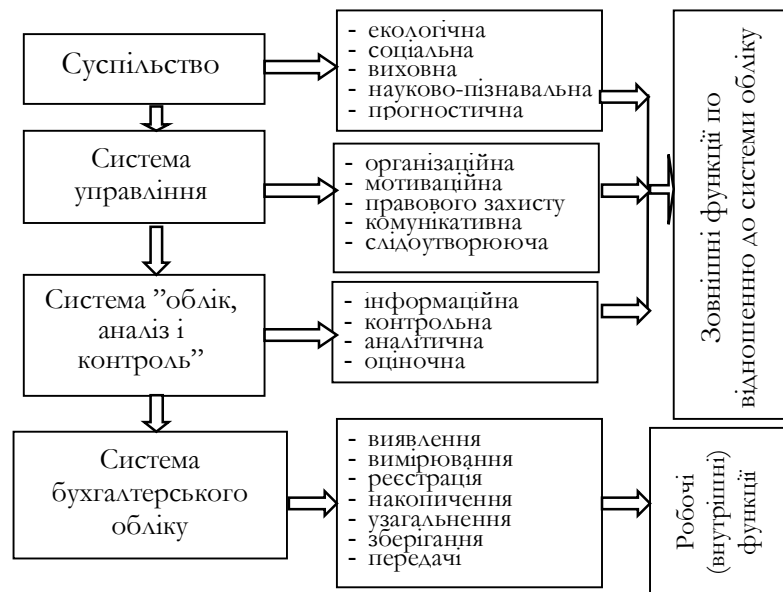 Суспільство
- екологічна
- соціальна
- виховна
- науково-пізнавальна
- прогностична
Система
управління
- організаційна
- мотиваційна
- правового захисту
- комунікативна
- слідоутворююча
Система ”облік,
аналіз і
контроль”
- інформаційна
- контрольна
- аналітична
- оціночна
Зовнішні функції по
відношенню до системи обліку
Система
бухгалтерського
обліку
- виявлення
- вимірювання
- реєстрація
- накопичення
- узагальнення
- зберігання
- передачі
Робочі
(внутрішні)
функції